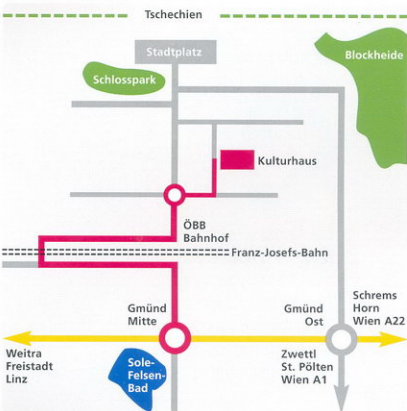 Tschechien
Stadtplatz
Blockheide
Schlosspark
Kulturhaus
ÖBB
Bahnhof
Franz-Josefs-Bahn
Gmünd
Mitte
Gmünd
Ost
Schrems
Horn
Wien A22
Weitra
Freistadt
Linz
Sole-
Felsen-
Bad
Zwettl
St. Pölten
Wien A1